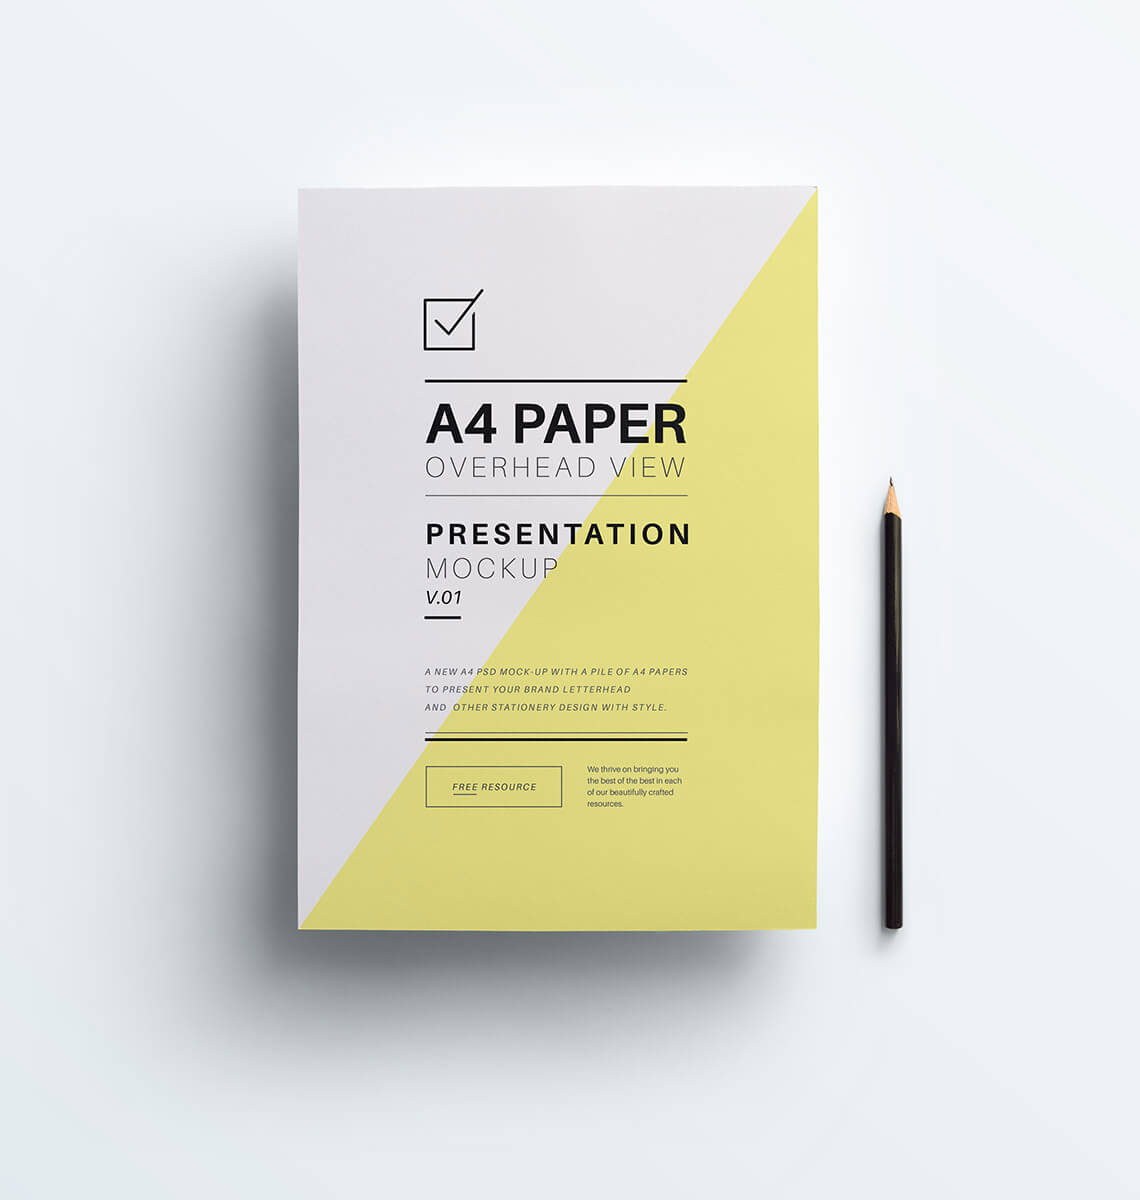 A4 PAPER
OVERHEAD VIEW
PRESENTATION
MOCKUP
V.01
A NEW A4 PSD MOCK-UP WITH A PILE OF A4 PAPERS
TO PRESENT YOUR BRAND LETTERHEAD
AND OTHER STATIONERY DESIGN WITH STYLE.
FREE RESOURCE
We thrive on bringing you
the best of the best in each
of our beautifully crafted
resources.